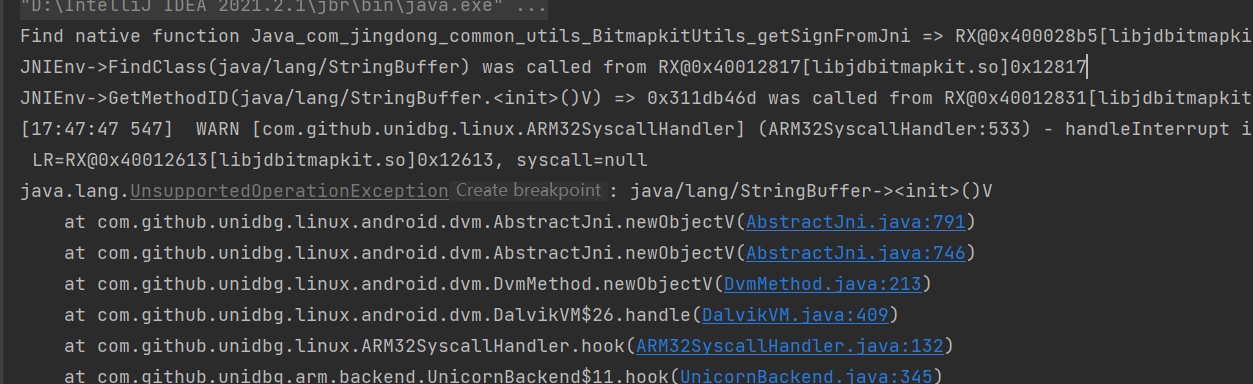 "D:\IntelliJ IDEA 2021.2.1\jbr\bin\java.exe" ...
Find native function Java_com_jingdong_common_utils_BitmapkitUtils_getSignFromJni => RX@0x400028b5[libjdbitmapki
JNIEnv->FindClass(java/lang/StringBuffer) was called from RX@0x40012817[libjdbitmapkit.so]0x12817
JNIEnv->GetMethodID(java/lang/StringBuffer.<init>()V) => 0x311db46d was called from RX@0x40012831[libjdbitmapkit
[17:47:47 547]  WARN [com.github.unidbg.linux.ARM32SyscallHandler] (ARM32SyscallHandler:533) - handleInterrupt i
LR=RX@0x40012613[libjdbitmapkit.so]0x12613, syscall=null
java.lang.UnsupportedOperationException Create breakpoint : java/lang/StringBuffer-><init>()V
at com.github.unidbg.linux.android.dvm.AbstractJni.newObjectV(AbstractJni.java:791)
at com.github.unidbg.linux.android.dvm.AbstractJni.newObjectV(AbstractJni.java:746)
at com.github.unidbg.linux.android.dvm.DvmMethod.newObjectV(DvmMethod.java:213)
at com.github.unidbg.linux.android.dvm.DalvikVM$26.handle(DalvikVM.java:409)
at com.github.unidbg.linux.ARM32SyscallHandler.hook(ARM32SyscallHandler.java:132)
at com.github.unidbg.arm.backend.UnicornBackend$11.hook(UnicornBackend.java:345)